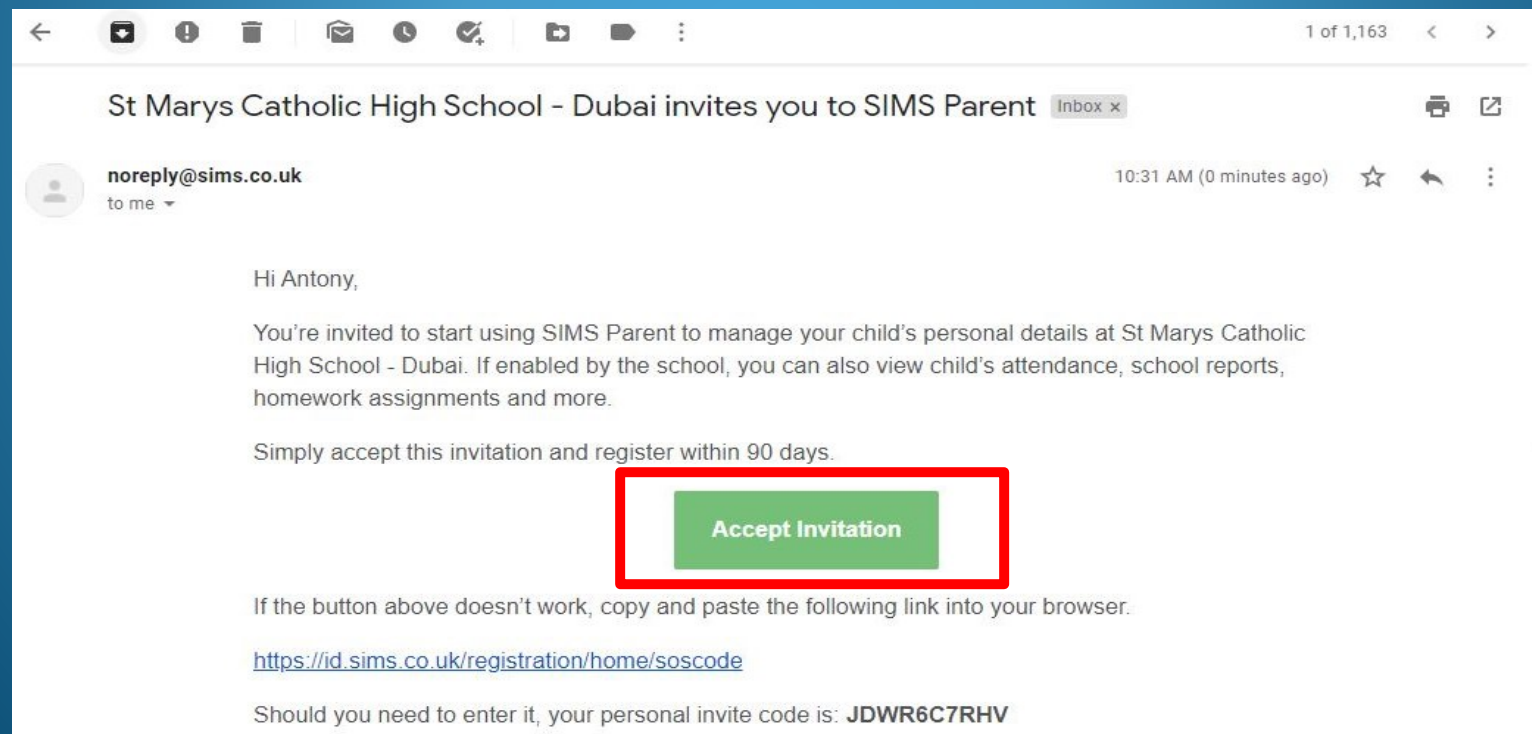 1 of 1,163
St Marys Catholic High School - Dubai invites you to SIMS Parent Inbox x
noreply@sims.co.uk 10:31 AM (0 minutes ago)
to me
Hi Antony,
You’re invited to start using SIMS Parent to manage your child’s personal details at St Marys Catholic
High School - Dubai. If enabled by the school, you can also view child’s attendance, school reports,
homework assignments and more.
Simply accept this invitation and register within 90 days.
Accept Invitation
If the button above doesn’t work, copy and paste the following link into your browser.
https://id.sims.co.uk/registration/home/soscode
Should you need to enter it, your personal invite code is: JDWR6C7RHV